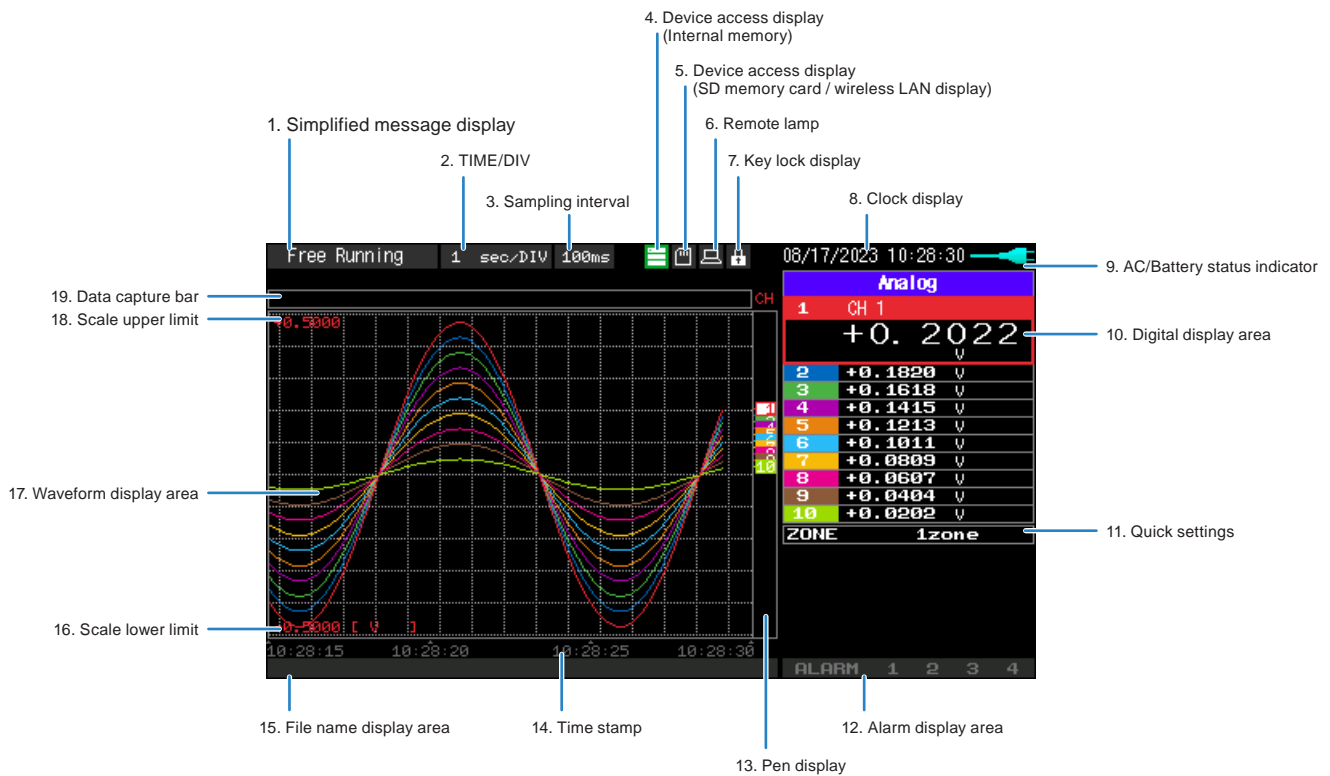 4. Device access display
(Internal memory)
5. Device access display
(SD memory card / wireless LAN display)
1. Simplified message display
6. Remote lamp
2. TIME/DIV
7. Key lock display
3. Sampling interval
8. Clock display
Free Running
1 sec/DIV
100ms
08/17/2023 10:28:30
9. AC/Battery status indicator
Analog
19. Data capture bar
CH
1 CH 1
18. Scale upper limit
+0.5000
+0. 2022
V
10. Digital display area
2 +0.1820 V
3 +0.1618 V
4 +0.1415 V
5 +0.1213 V
6 +0.1011 V
7 +0.0809 V
8 +0.0607 V
9 +0.0404 V
10 +0.0202 V
1
10
17. Waveform display area
ZONE 1zone
11. Quick settings
16. Scale lower limit
-0.5000 [ V ]
10:28:15 10:28:20 10:28:25 10:28:30
ALARM 1 2 3 4
15. File name display area
14. Time stamp
12. Alarm display area
13. Pen display